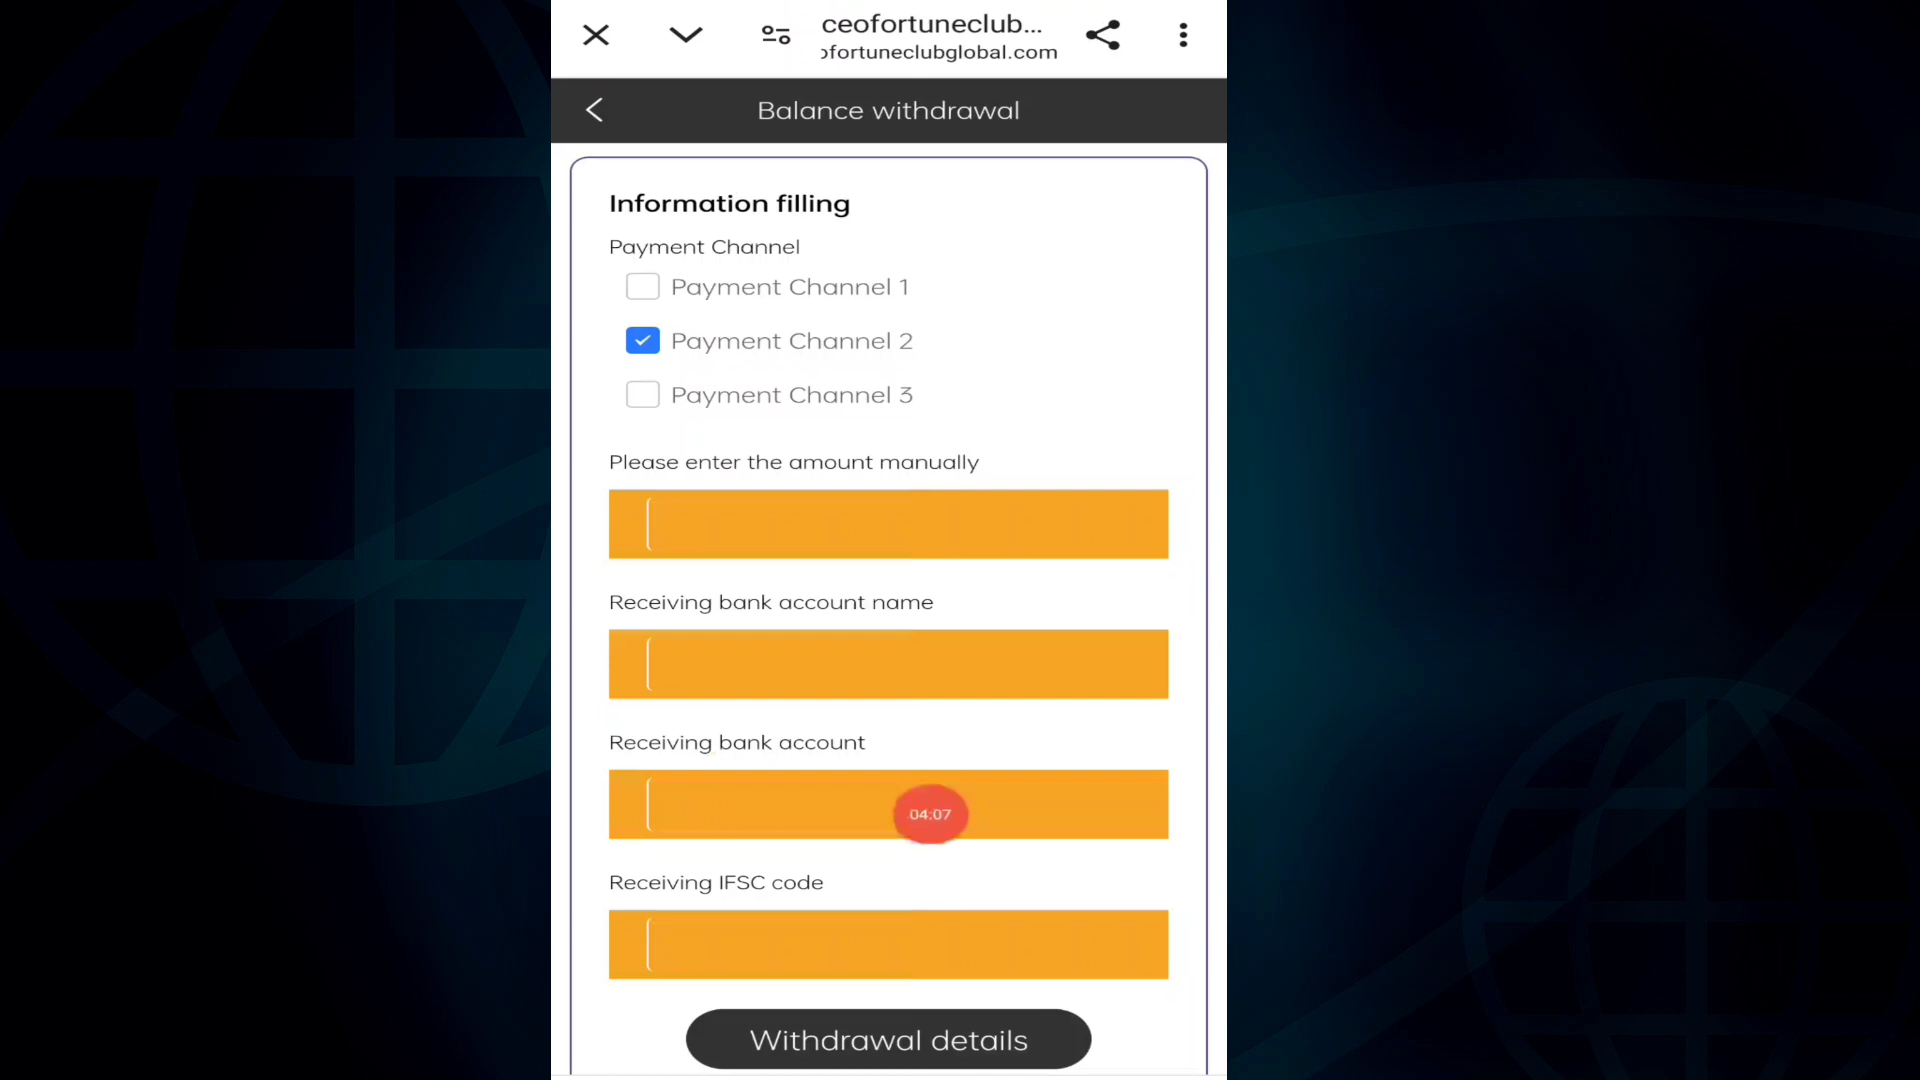 ceofortuneclub...
ofortuneclubglobal.com
Balance withdrawal
Information filling
Payment Channel
Payment Channel 1
Payment Channel 2
Payment Channel 3
Please enter the amount manually
Receiving bank account name
Receiving bank account
04:07
Receiving IFSC code
Withdrawal details